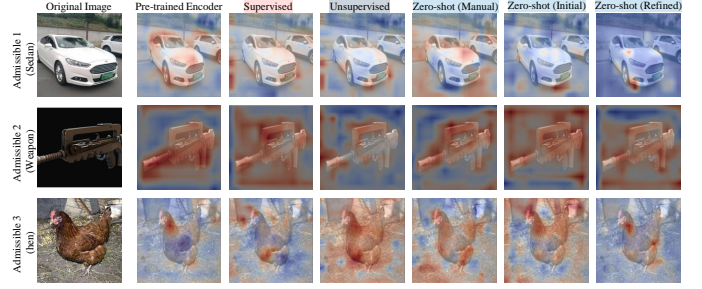 Original Image Pre-trained Encoder Supervised Unsupervised Zero-shot (Manual) Zero-shot (Initial) Zero-shot (Refined)
Admissible 1
(Sedan)
Admissible 2
(Weapon)
Admissible 3
(hen)